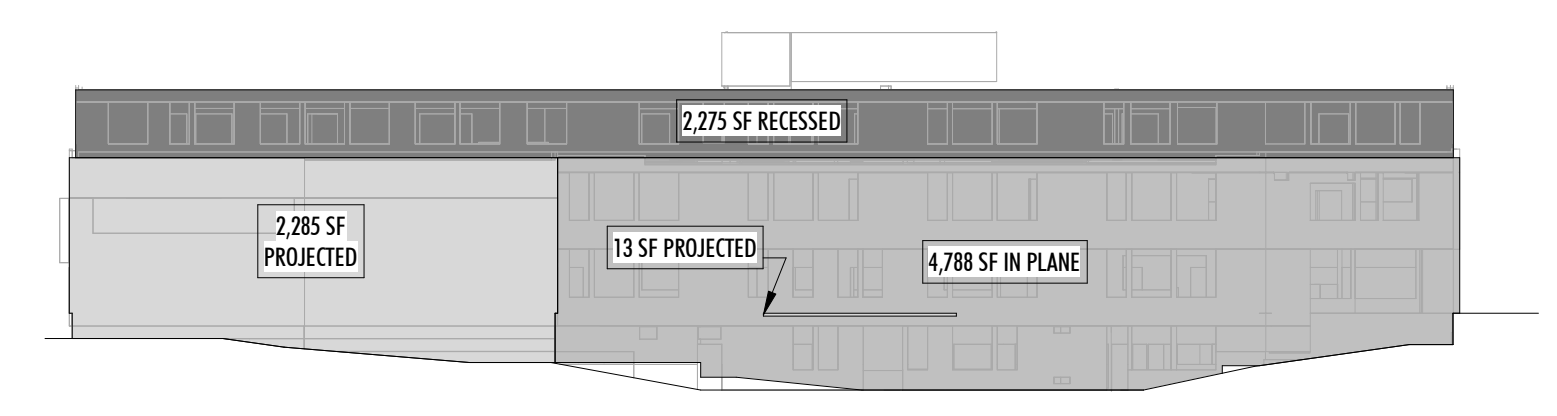 2,275 SF RECESSED
2,285 SF
PROJECTED
13 SF PROJECTED
4,788 SF IN PLANE